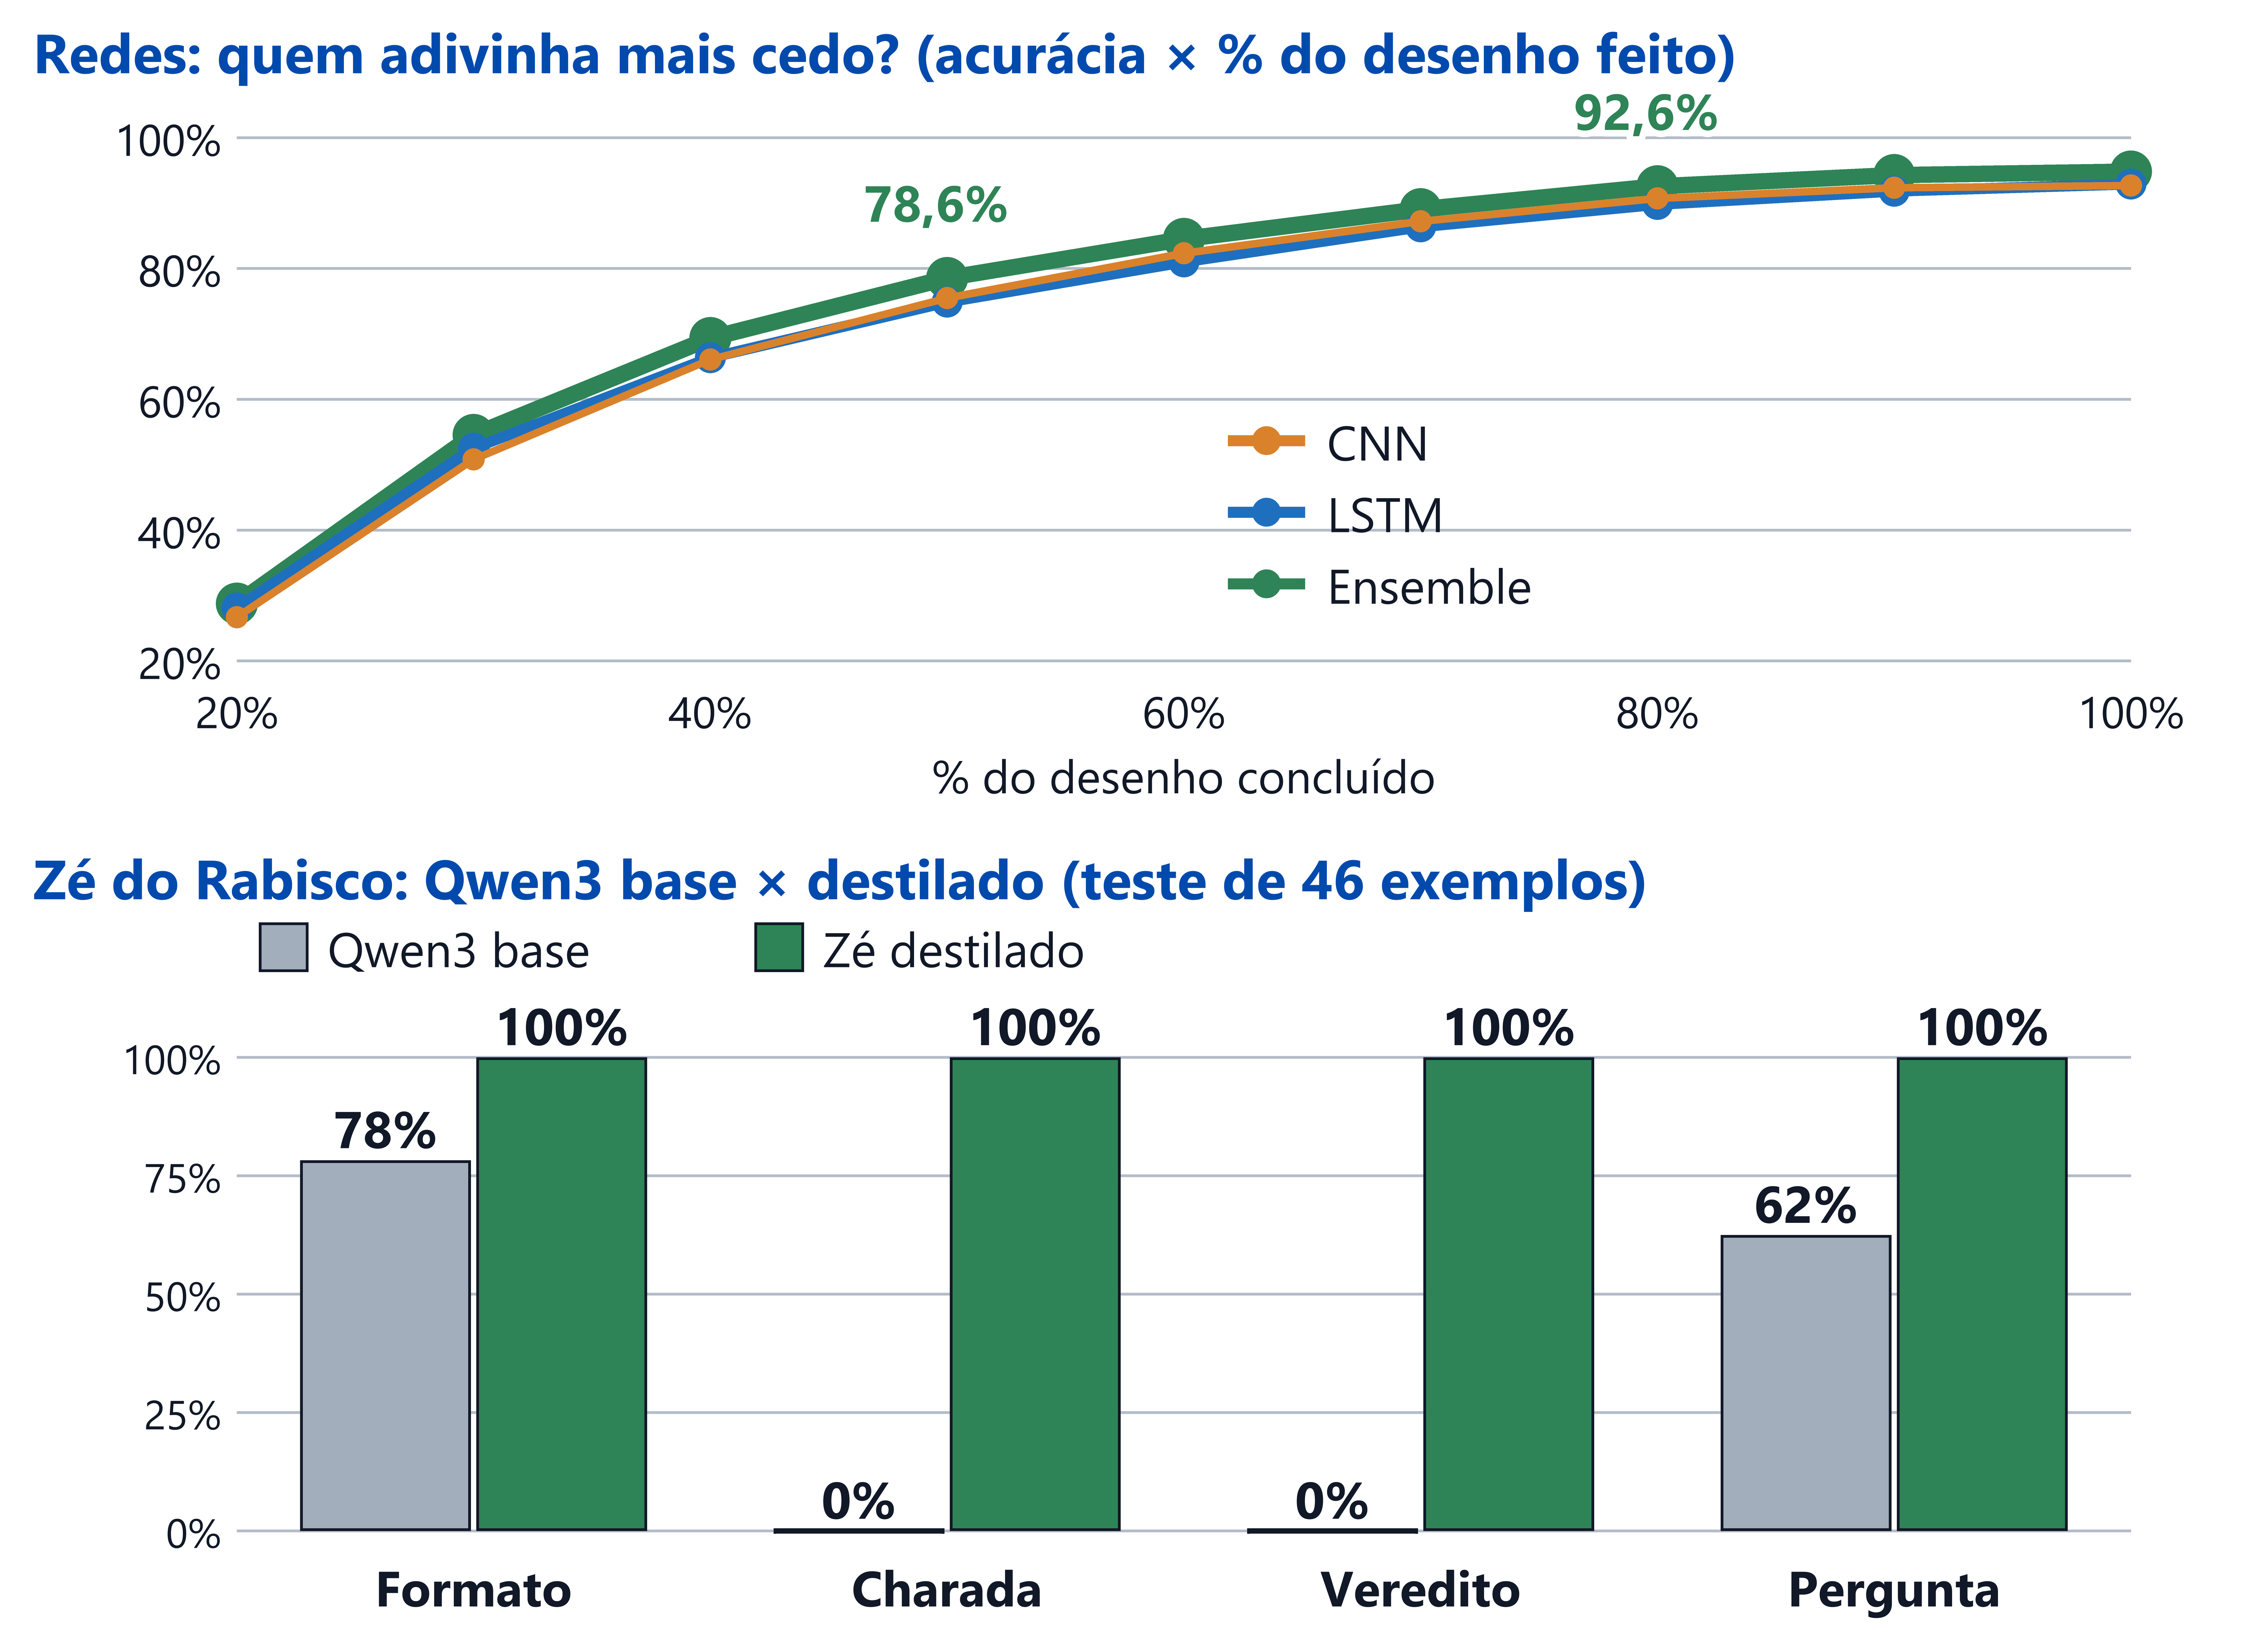 Redes: quem adivinha mais cedo? (acurácia × % do desenho feito)
92,6%
100%
78,6%
80%
60%
CNN
LSTM
40%
Ensemble
20%
20% 40% 60% 80% 100%
% do desenho concluído
Zé do Rabisco: Qwen3 base × destilado (teste de 46 exemplos)
Qwen3 base Zé destilado
100% 100% 100% 100%
100%
78%
75%
62%
50%
25%
0% 0%
0%
Formato Charada Veredito Pergunta